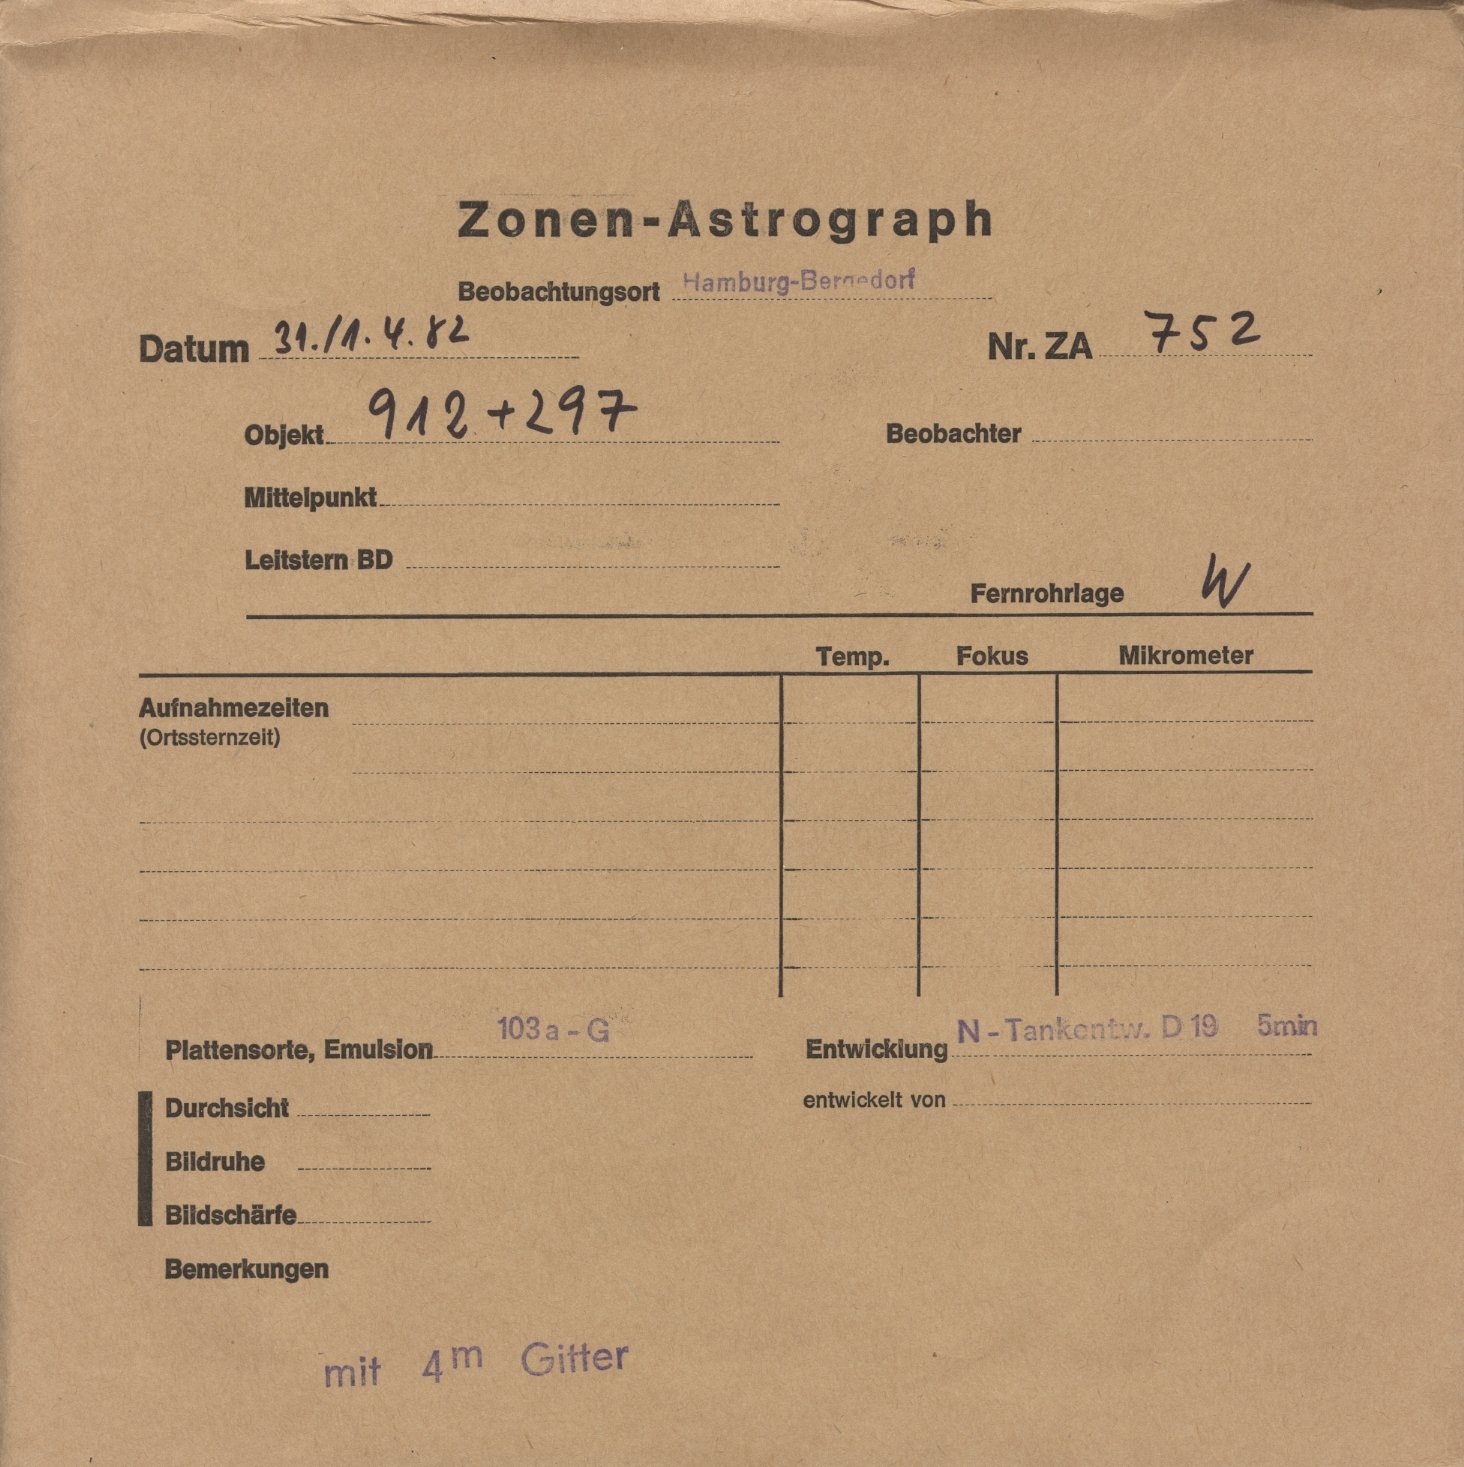 Zonen-Astrograph
Beobachtungsort Hamburg-Bergedorf
Datum 31./1. 4. 82 Nr. ZA 752
Objekt 912+297 Beobachter
Mittelpunkt
Leitstern BD
Fernrohrlage W
Temp. Fokus Mikrometer
Aufnahmezeiten
(Ortssternzeit)
Plattensorte, Emulsion 103a-G Entwicklung N-Tankentw. D19 5min
Durchsicht entwickelt von
Bildruhe
Bildschärfe
Bemerkungen
mit 4m Gitter